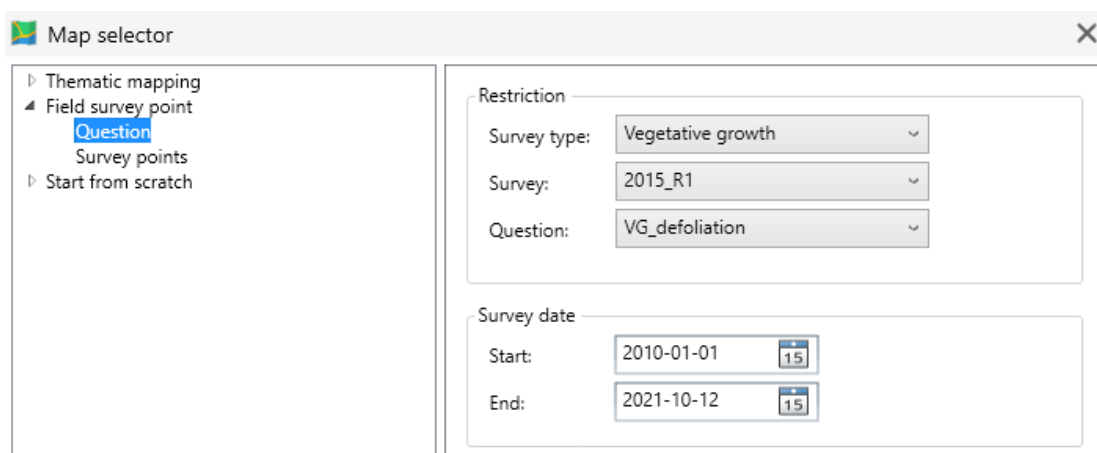 Map selector
Thematic mapping
Field survey point
Question
Survey points
Start from scratch
Restriction
Survey type: Vegetative growth
Survey: 2015_R1
Question: VG_defoliation
Survey date
Start: 2010-01-01 15
End: 2021-10-12 15